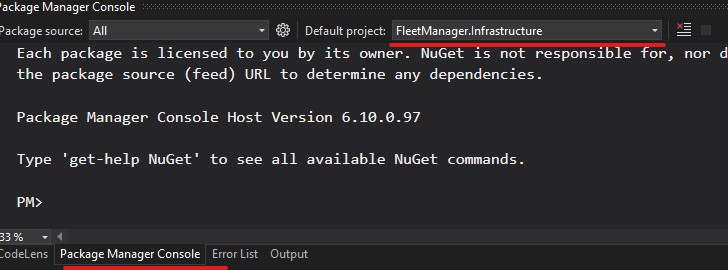 Package Manager Console
Package source: All Default project: FleetManager.Infrastructure
Each package is licensed to you by its owner. NuGet is not responsible for, nor d
the package source (feed) URL to determine any dependencies.
Package Manager Console Host Version 6.10.0.97
Type 'get-help NuGet' to see all available NuGet commands.
PM>
33 %
CodeLens Package Manager Console Error List Output